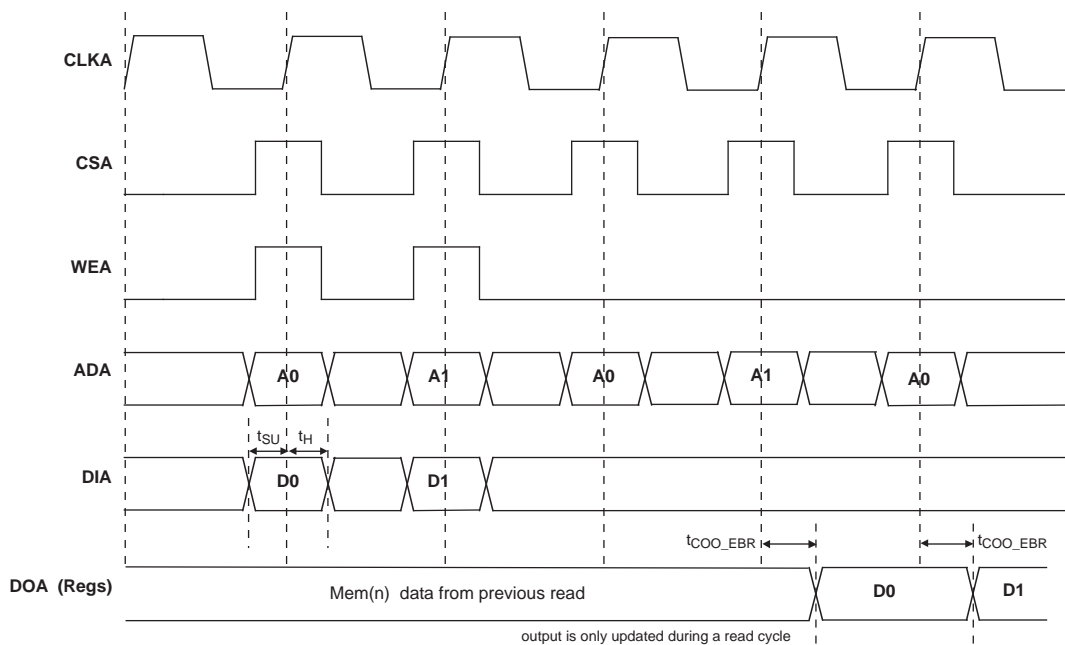 CLKA
CSA
WEA
ADA A0 A1 A0 A1 A0
tSU tH
DIA D0 D1
tCOO_EBR tCOO_EBR
DOA (Regs) Mem(n) data from previous read D0 D1
output is only updated during a read cycle